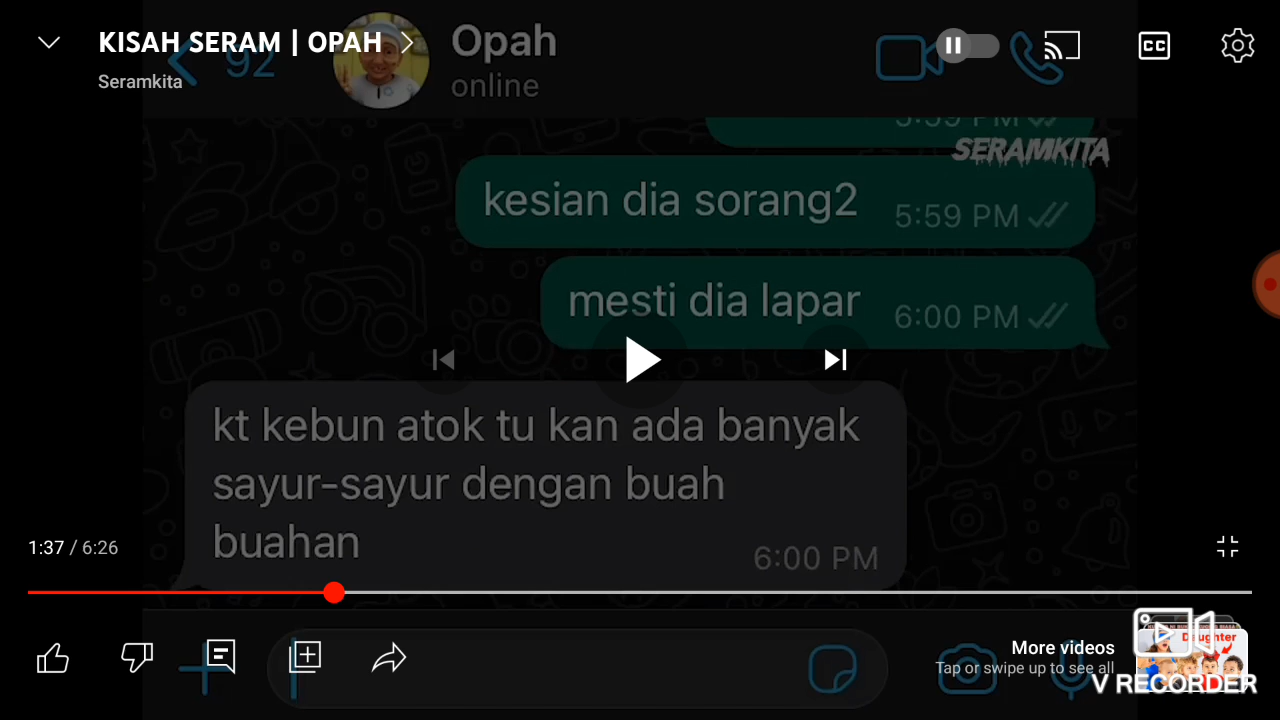 KISAH SERAM | OPAH
Seramkita
92
Opah
online
CC
5:59 PM
SERAMKITA
kesian dia sorang2
5:59 PM
mesti dia lapar
6:00 PM
kt kebun atok tu kan ada banyak
sayur-sayur dengan buah
buahan
6:00 PM
1:37 / 6:26
More videos
Tap or swipe up to see all
Daughter
V RECORDER